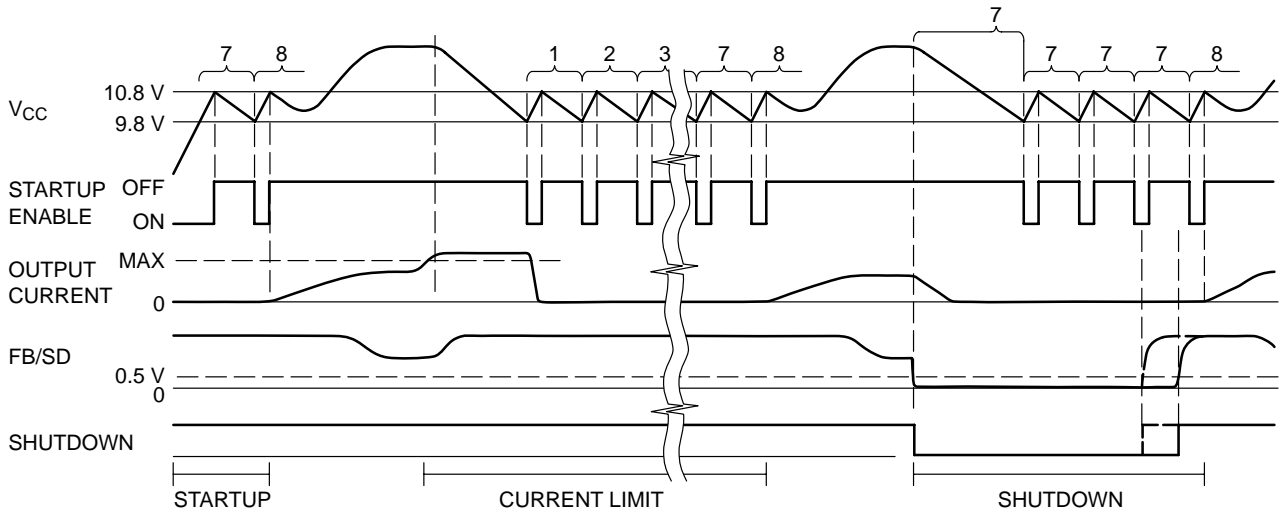 7
7 8 1 2 3 7 8 7 7 7 8
10.8 V
VCC
9.8 V
STARTUP ENABLE
OFF
ON
OUTPUT CURRENT
MAX
0
FB/SD
0.5 V
0
SHUTDOWN
STARTUP CURRENT LIMIT SHUTDOWN